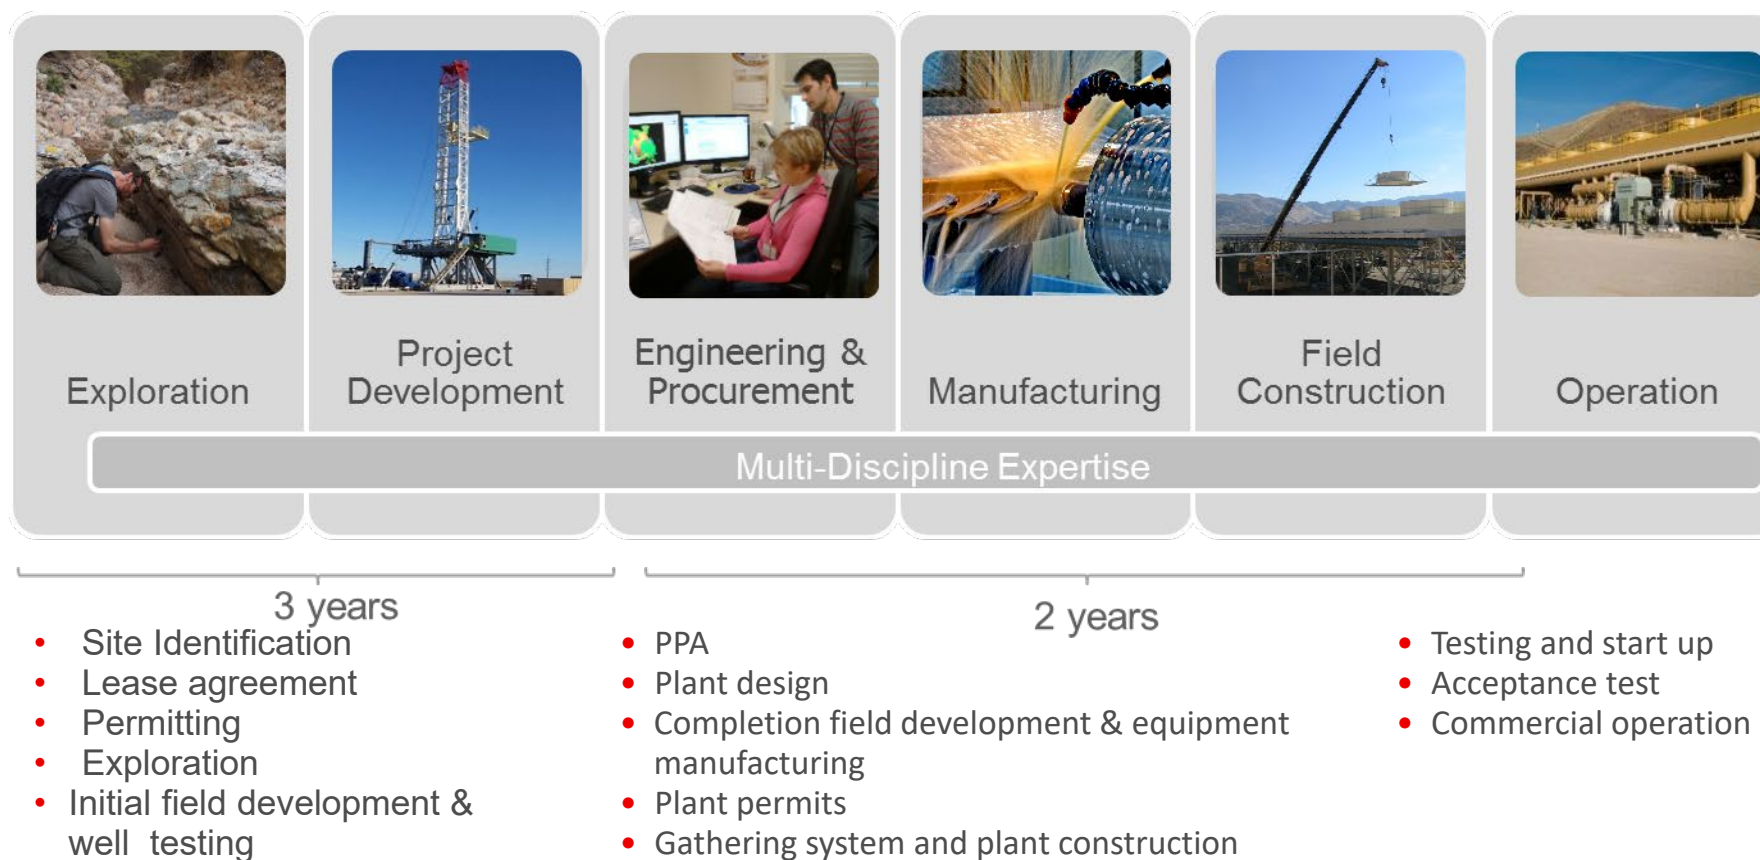 Exploration
Project
Development
Engineering &
Procurement
Manufacturing
Field
Construction
Operation
Multi-Discipline Expertise
3 years
• Site Identification
• Lease agreement
• Permitting
• Exploration
• Initial field development &
well testing
2 years
• PPA
• Plant design
• Completion field development & equipment
manufacturing
• Plant permits
• Gathering system and plant construction
• Testing and start up
• Acceptance test
• Commercial operation